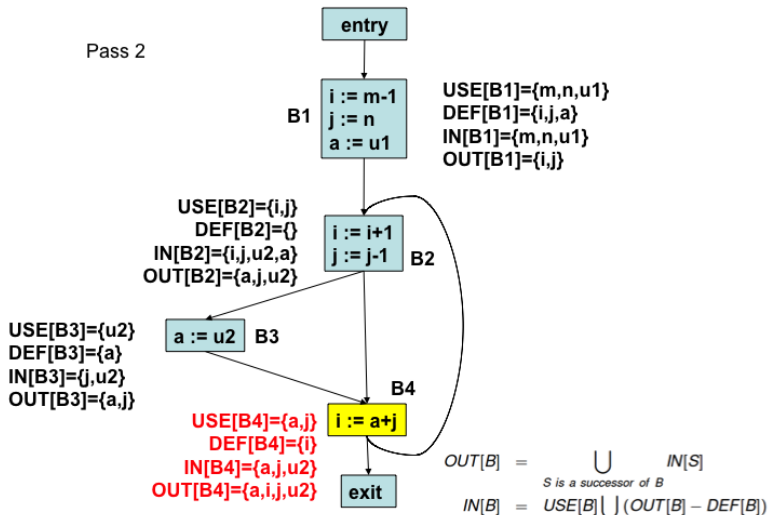 entry
Pass 2
i := m-1
j := n
a := u1
B1
USE[B1]={m,n,u1}
DEF[B1]={i,j,a}
IN[B1]={m,n,u1}
OUT[B1]={i,j}
USE[B2]={i,j}
DEF[B2]={}
IN[B2]={i,j,u2,a}
OUT[B2]={a,j,u2}
i := i+1
j := j-1
B2
USE[B3]={u2}
DEF[B3]={a}
IN[B3]={j,u2}
OUT[B3]={a,j}
a := u2
B3
B4
i := a+j
USE[B4]={a,j}
DEF[B4]={i}
IN[B4]={a,j,u2}
OUT[B4]={a,i,j,u2}
exit
OUT[B] = ⋃ IN[S]
S is a successor of B
IN[B] = USE[B] ⋃ (OUT[B] − DEF[B])